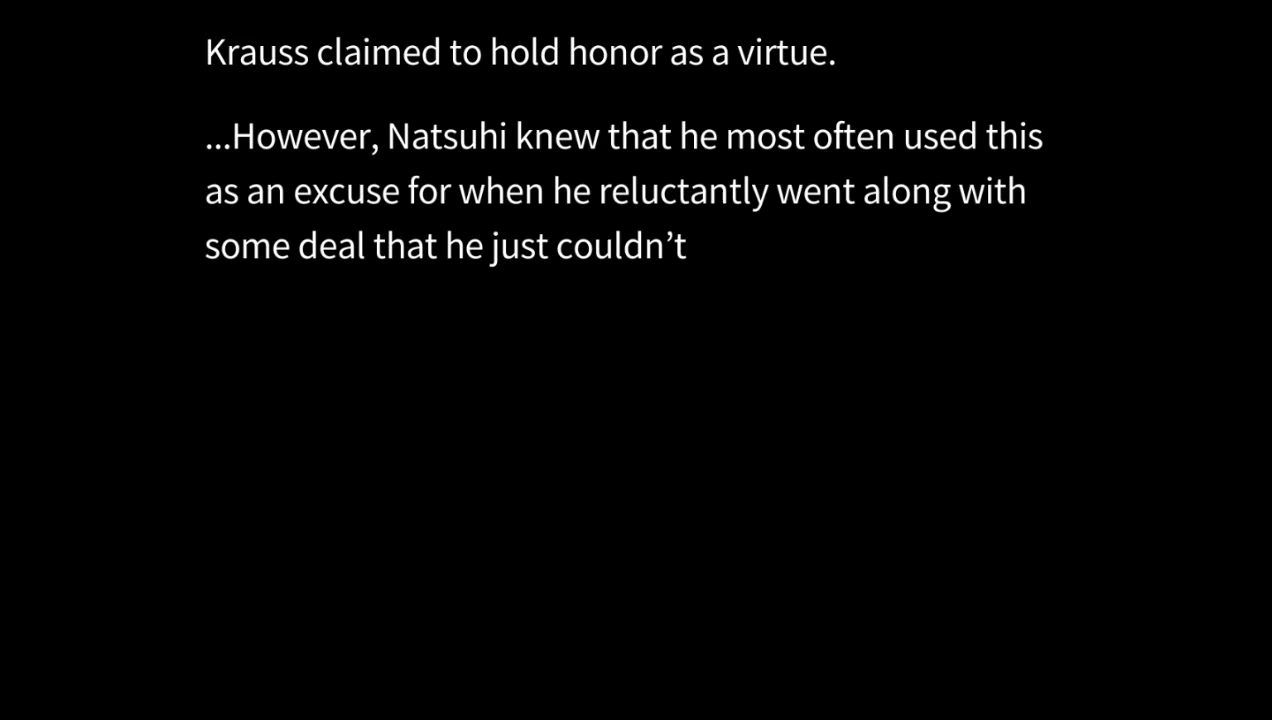 Krauss claimed to hold honor as a virtue.
...However, Natsuhi knew that he most often used this
as an excuse for when he reluctantly went along with
some deal that he just couldn’t